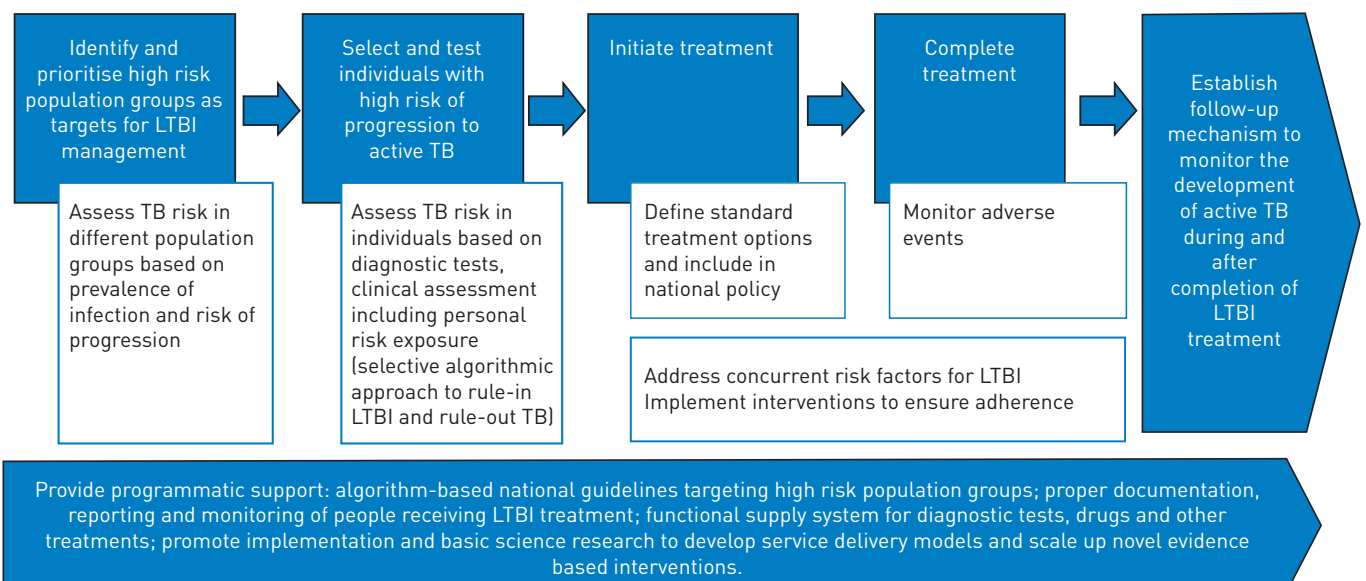 Identify and
prioritise high risk
population groups as
targets for LTBI
management
Assess TB risk in
different population
groups based on
prevalence of
infection and risk of
progression
Select and test
individuals with
high risk of
progression to
active TB
Assess TB risk in
individuals based on
diagnostic tests,
clinical assessment
including personal
risk exposure
(selective algorithmic
approach to rule-in
LTBI and rule-out TB)
Initiate treatment
Define standard
treatment options
and include in
national policy
Complete
treatment
Monitor adverse
events
Address concurrent risk factors for LTBI
Implement interventions to ensure adherence
Establish
follow-up
mechanism to
monitor the
development
of active TB
during and
after
completion of
LTBI
treatment
Provide programmatic support: algorithm-based national guidelines targeting high risk population groups; proper documentation,
reporting and monitoring of people receiving LTBI treatment; functional supply system for diagnostic tests, drugs and other
treatments; promote implementation and basic science research to develop service delivery models and scale up novel evidence
based interventions.